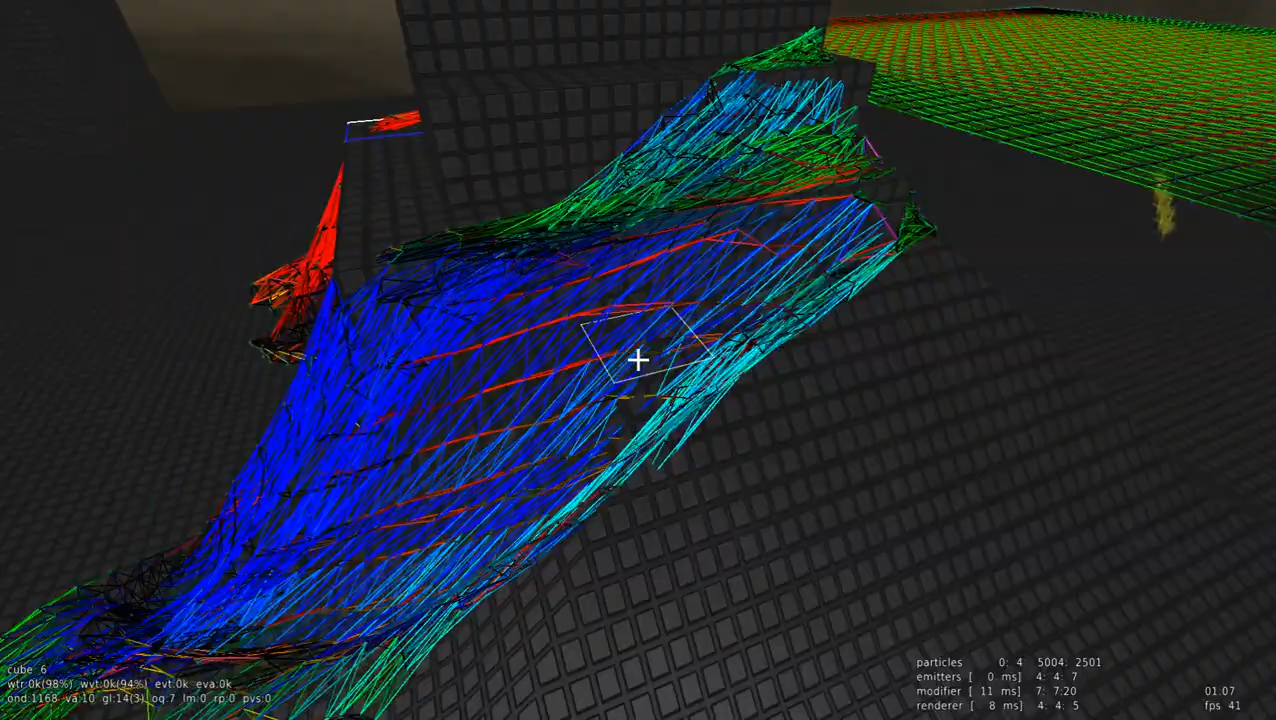 cube 6
wtr:0k(98%) wvt:0k(94%) evt:0k eva:0k
ond:1168 va:10 gl:14(3) oq:7 lm:0 rp:0 pvs:0
particles 0: 4 5004: 2501
emitters [ 0 ms] 4: 4: 7
modifier [ 11 ms] 7: 7:20
renderer [ 8 ms] 4: 4: 5
01:07
fps 41